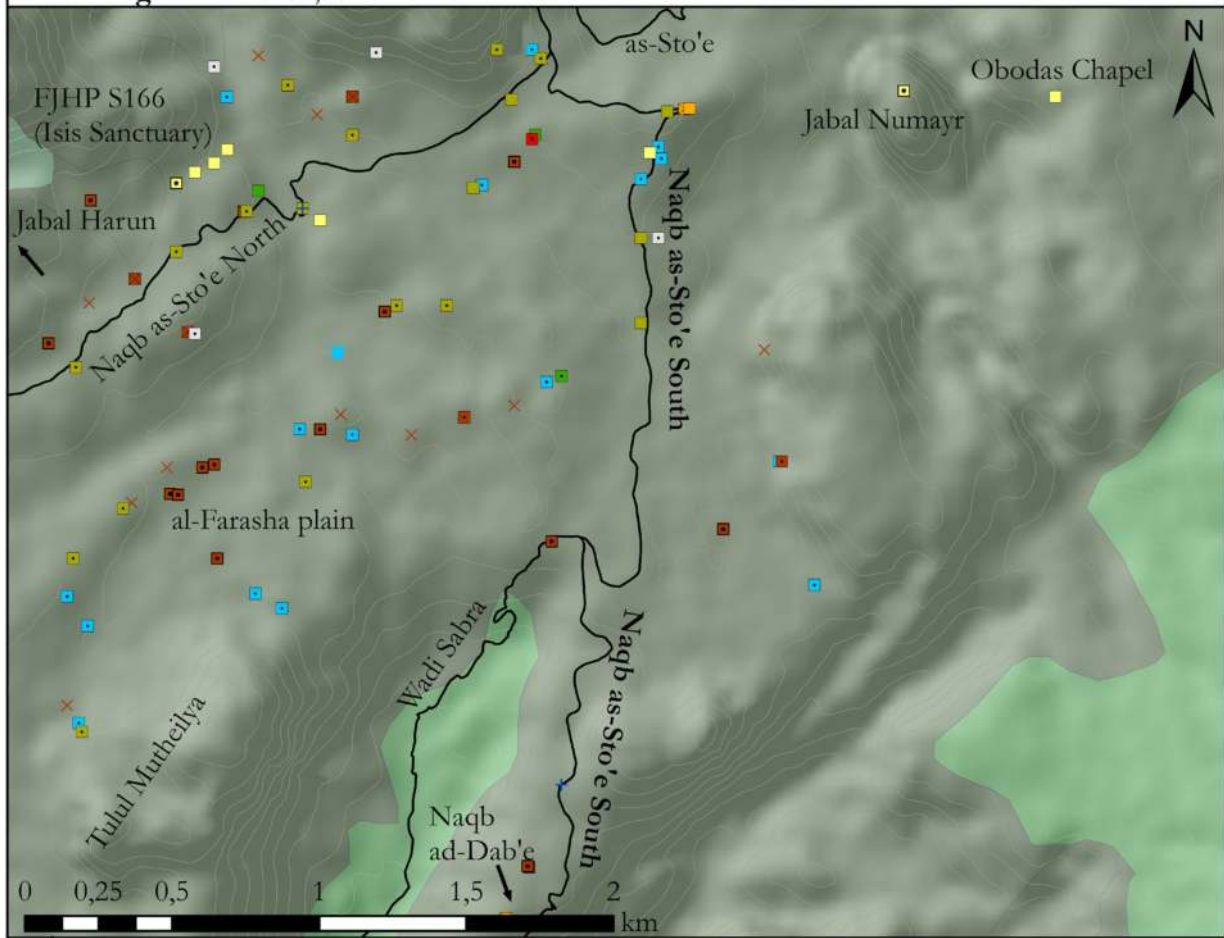 as-Sto'e
N
Obodas Chapel
Jabal Numayr
FJHP S166
(Isis Sanctuary)
Jabal Harun
Naqb as-Sto'e North
Naqb as-Sto'e South
al-Farasha plain
Wadi Sabra
Naqb as-Sto'e South
Tulul Mutheilya
Naqb
ad-Dab'e
0 0,25 0,5 1 1,5 2
km